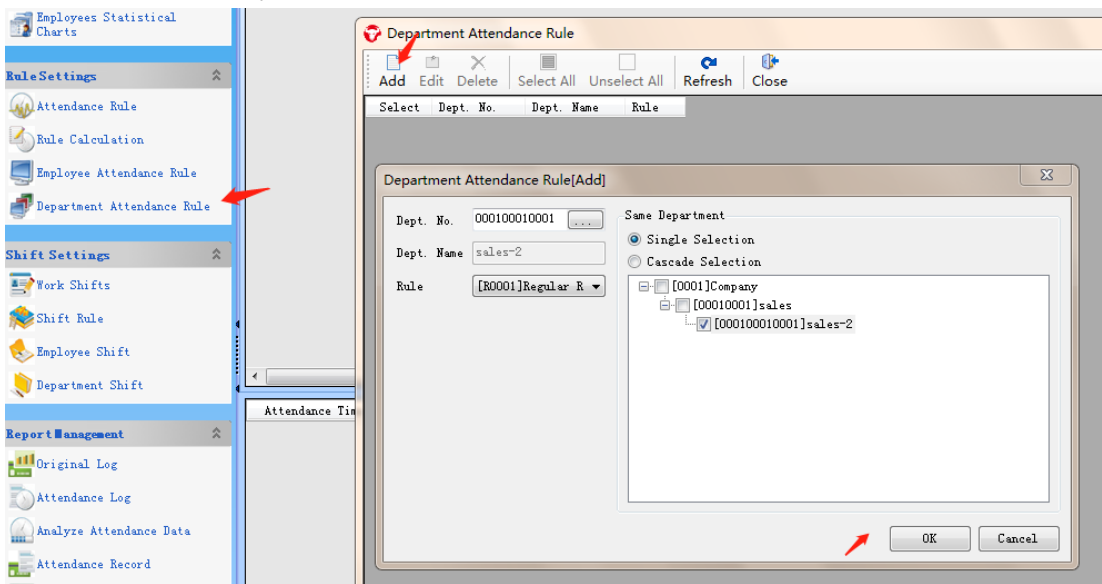 Employees Statistical
Charts
RuleSettings
Attendance Rule
Rule Calculation
Employee Attendance Rule
Department Attendance Rule
Shift Settings
Work Shifts
Shift Rule
Employee Shift
Department Shift
Report Management
Original Log
Attendance Log
Analyze Attendance Data
Attendance Record
Attendance Tim
Department Attendance Rule
Add Edit Delete Select All Unselect All Refresh Close
Select Dept. No. Dept. Name Rule
Department Attendance Rule[Add]
Dept. No. 000100010001 ...
Dept. Name sales-2
Rule [R0001]Regular R
Same Department
Single Selection
Cascade Selection
[0001]Company
[00010001]sales
[000100010001]sales-2
OK Cancel